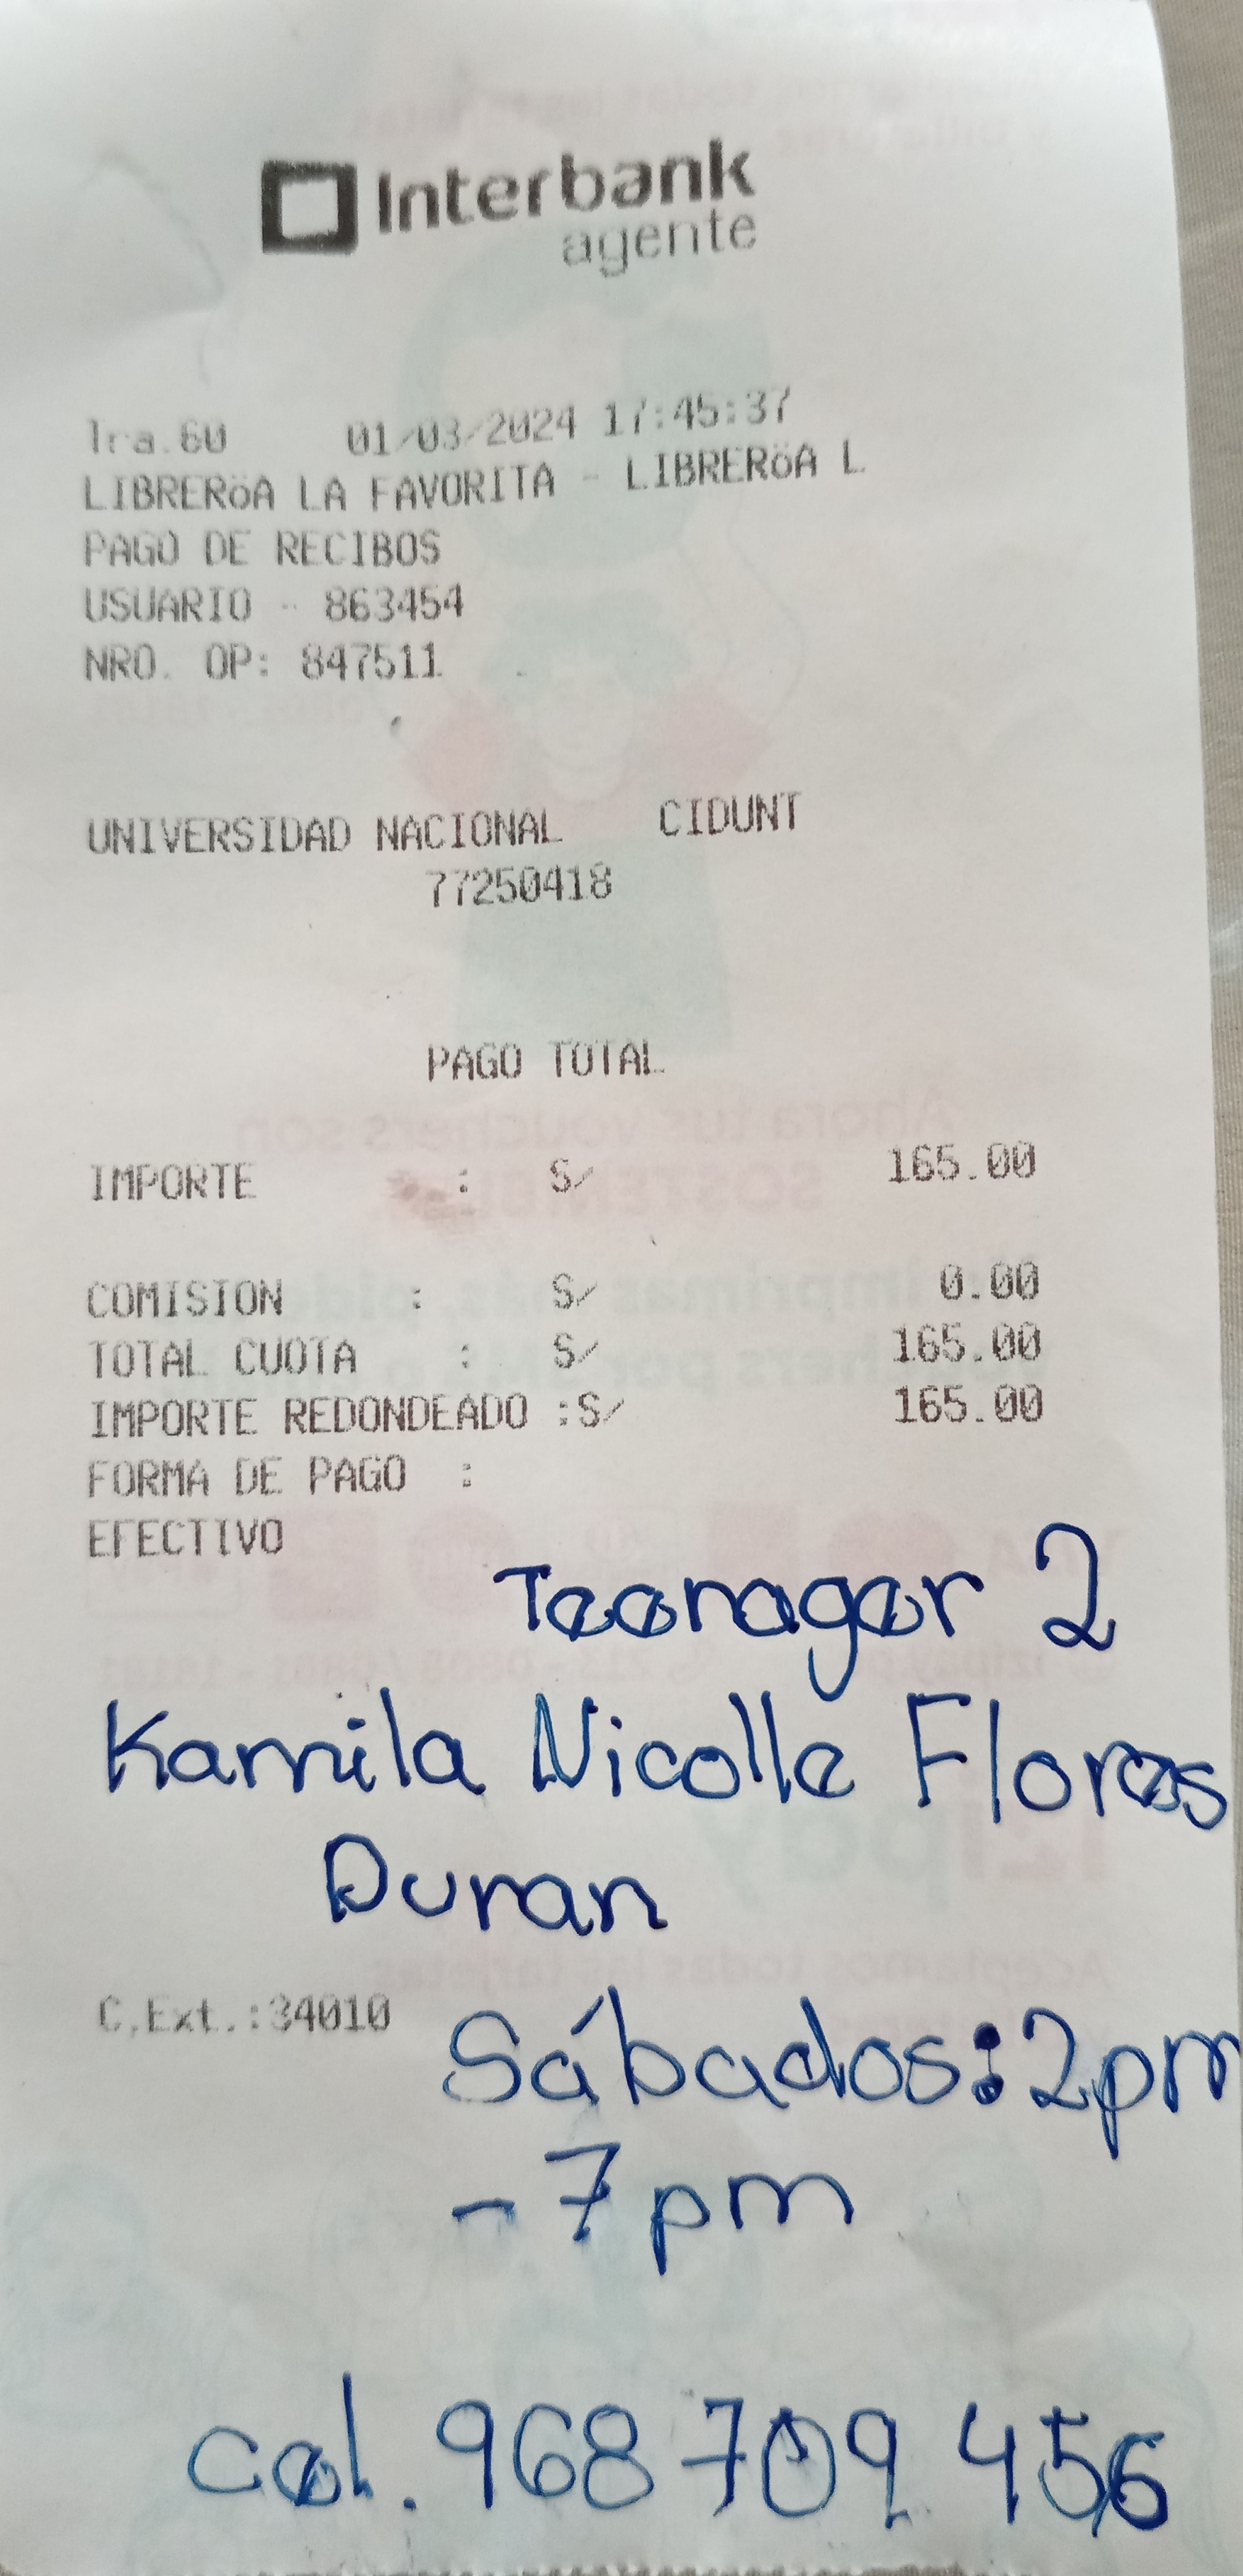 Interbank
agente
Tra.60 01/03/2024 17:45:37
LIBRERöA LA FAVORITA - LIBRERöA L
PAGO DE RECIBOS
USUARIO - 863454
NRO. OP: 847511
UNIVERSIDAD NACIONAL CIDUNT
77250418
PAGO TOTAL
IMPORTE : S/ 165.00
COMISION : S/ 0.00
TOTAL CUOTA : S/ 165.00
IMPORTE REDONDEADO :S/ 165.00
FORMA DE PAGO :
EFECTIVO
Teenager 2
Kamila Nicolle Flores
Duran
C.Ext.:34010
Sábados: 2pm
- 7pm
cel. 968 709 456